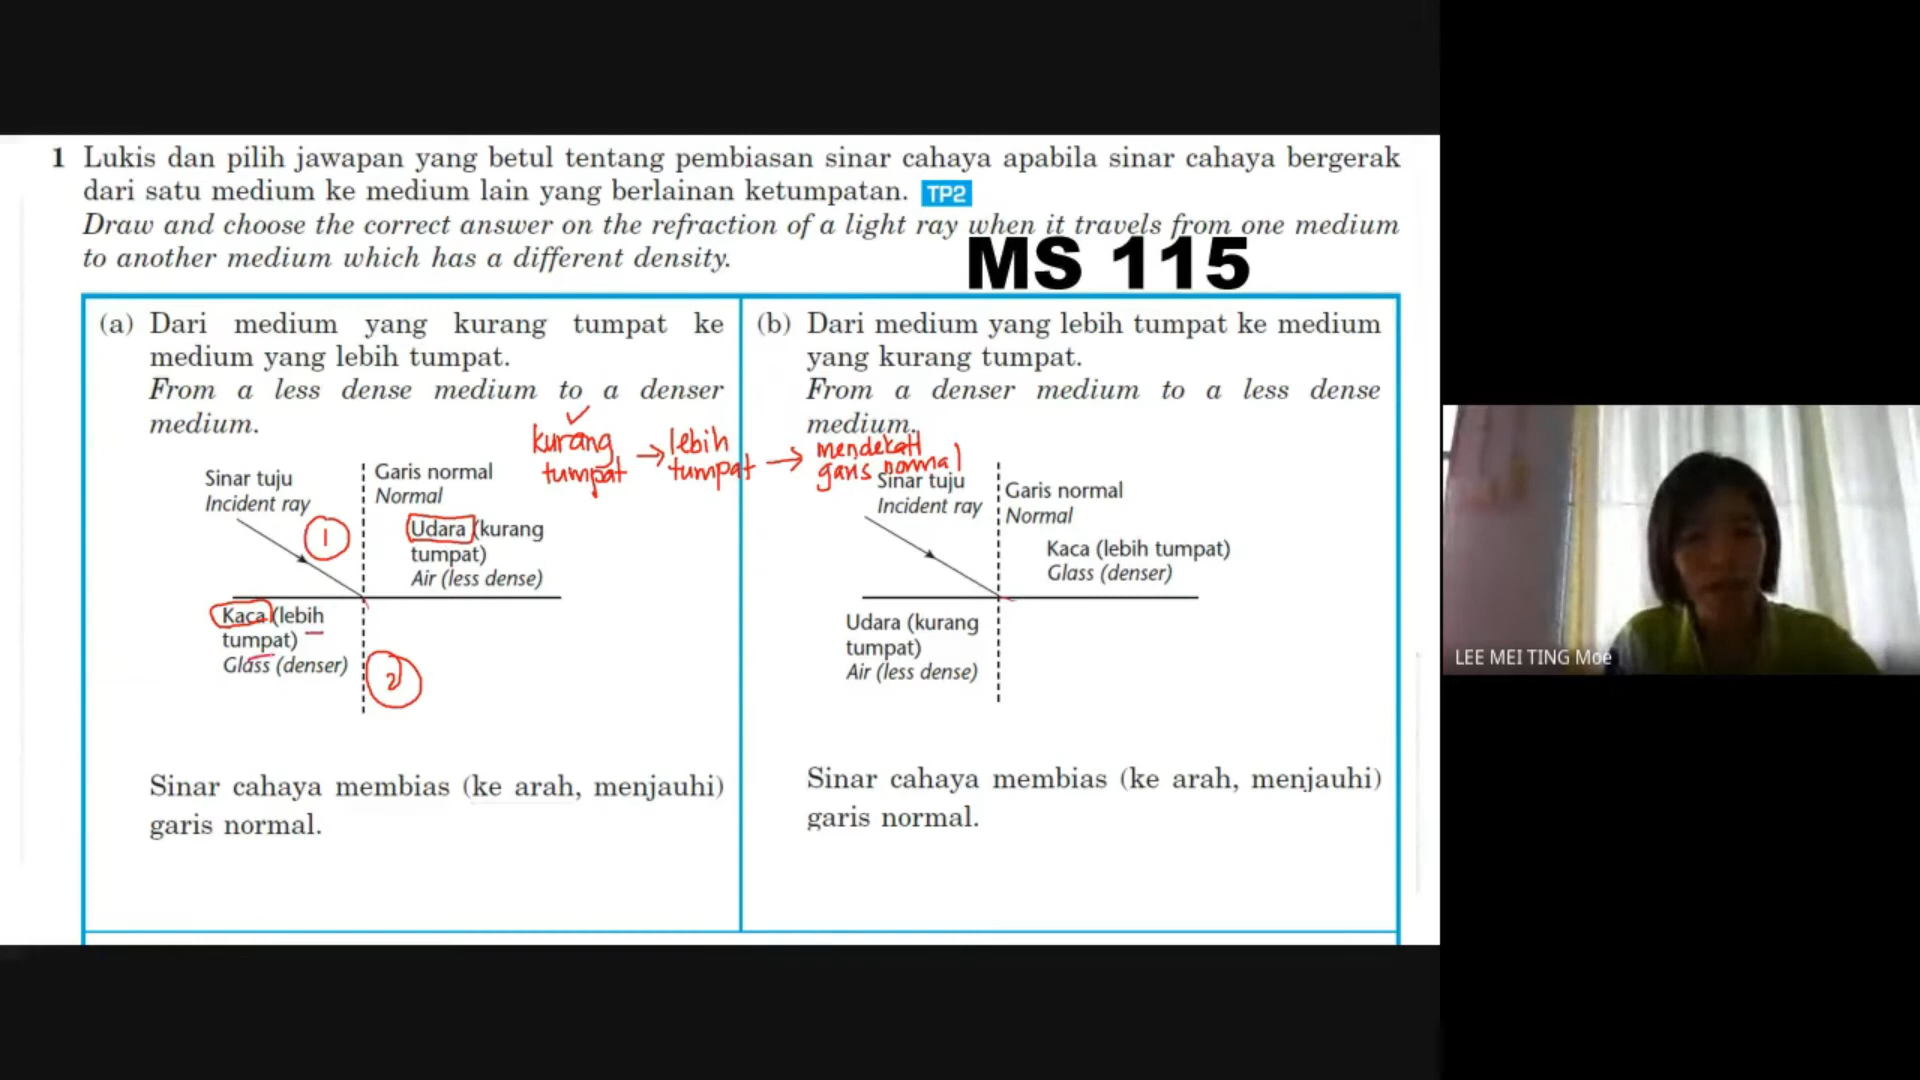 1 Lukis dan pilih jawapan yang betul tentang pembiasan sinar cahaya apabila sinar cahaya bergerak
dari satu medium ke medium lain yang berlainan ketumpatan. TP2
Draw and choose the correct answer on the refraction of a light ray when it travels from one medium
to another medium which has a different density.
MS 115
(a) Dari medium yang kurang tumpat ke
medium yang lebih tumpat.
From a less dense medium to a denser
medium.
kurang
tumpat
→ lebih
tumpat
→ mendekati
garis normal
Sinar tuju
Incident ray
Garis normal
Normal
1
Udara (kurang
tumpat)
Air (less dense)
Kaca (lebih
tumpat)
Glass (denser)
2
Sinar cahaya membias (ke arah, menjauhi)
garis normal.
(b) Dari medium yang lebih tumpat ke medium
yang kurang tumpat.
From a denser medium to a less dense
medium.
Sinar tuju
Incident ray
Garis normal
Normal
Kaca (lebih tumpat)
Glass (denser)
Udara (kurang
tumpat)
Air (less dense)
Sinar cahaya membias (ke arah, menjauhi)
garis normal.
LEE MEI TING Moe